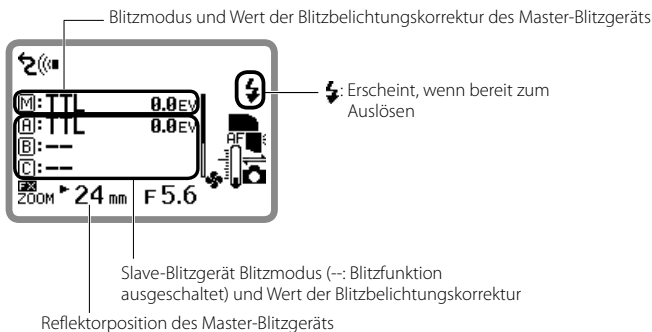 Blitzmodus und Wert der Blitzbelichtungskorrektur des Master-Blitzgeräts
M: TTL 0.0EV
A: TTL 0.0EV
B: --
C: --
AF
FX
ZOOM 24 mm F 5.6
: Erscheint, wenn bereit zum
Auslösen
Slave-Blitzgerät Blitzmodus (--: Blitzfunktion
ausgeschaltet) und Wert der Blitzbelichtungskorrektur
Reflektorposition des Master-Blitzgeräts